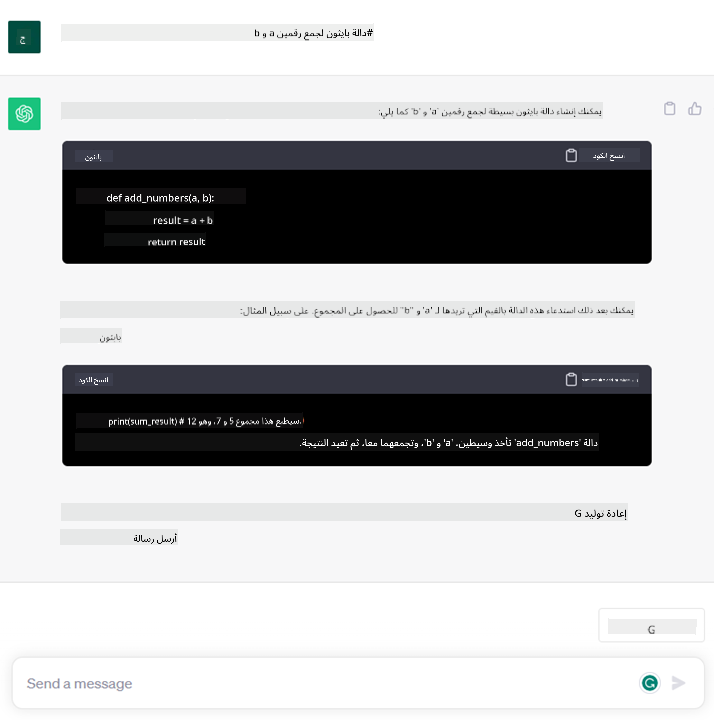 ج
#دالة بايثون لجمع رقمين a و b
يمكنك إنشاء دالة بايثون بسيطة لجمع رقمين 'a' و 'b' كما يلي:
بايثون
انسخ الكود
def add_numbers(a, b):
result = a + b
return result
يمكنك بعد ذلك استدعاء هذه الدالة بالقيم التي تريدها لـ 'a' و "b" للحصول على المجموع. على سبيل المثال:
بايثون
انسخ الكود
print(sum_result) # سيطبع هذا مجموع 5 و 7، وهو 12
دالة 'add_numbers' تأخذ وسيطين، 'a' و 'b'، وتجمعهما معا، ثم تعيد النتيجة.
إعادة توليد G
أرسل رسالة
G
Send a message